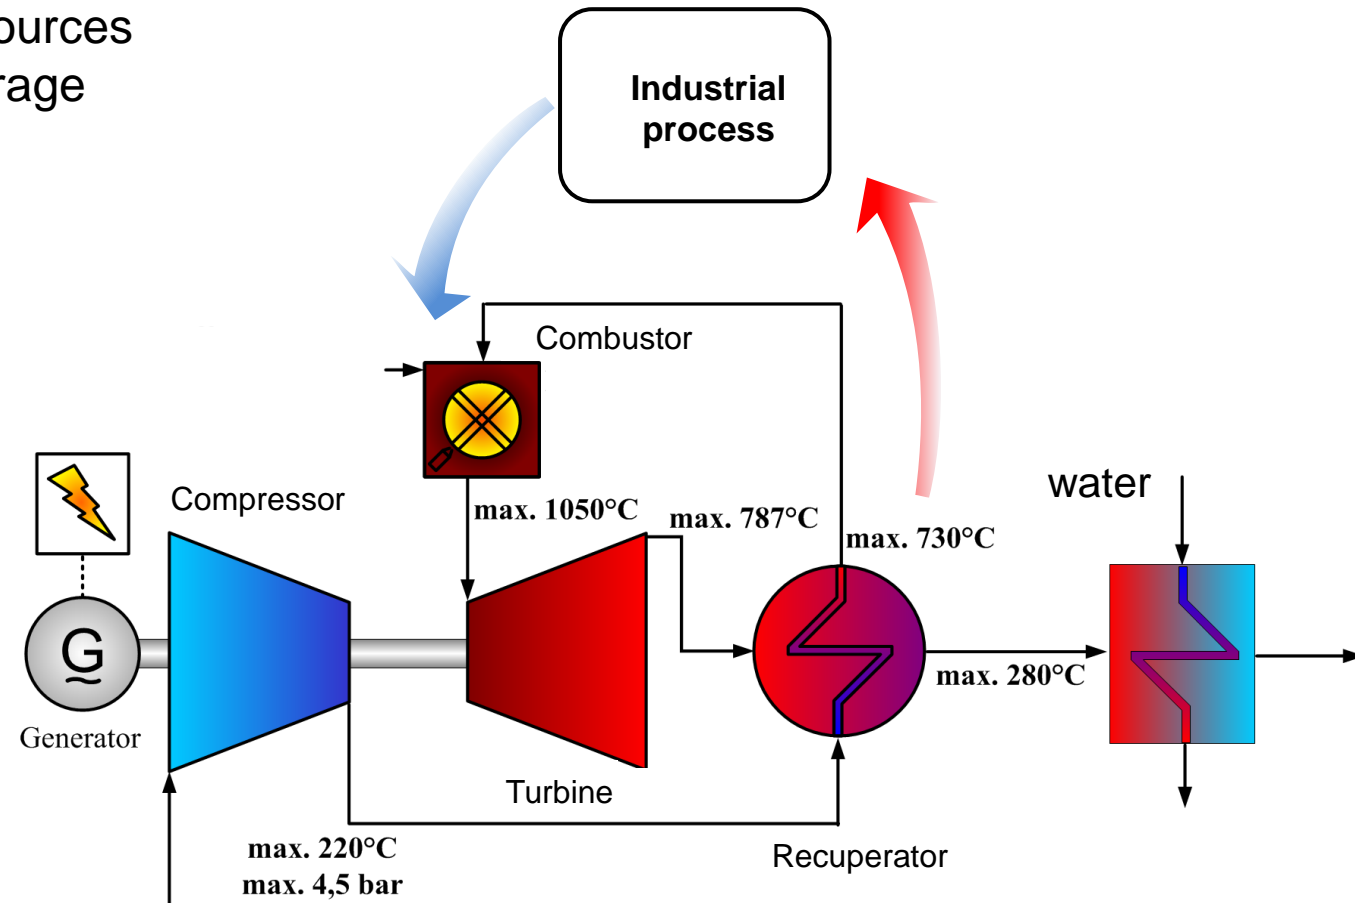 ources
rage
Industrial
process
Combustor
Compressor
max. 1050°C
max. 787°C
max. 730°C
water
G
max. 280°C
Generator
Turbine
max. 220°C
max. 4,5 bar
Recuperator